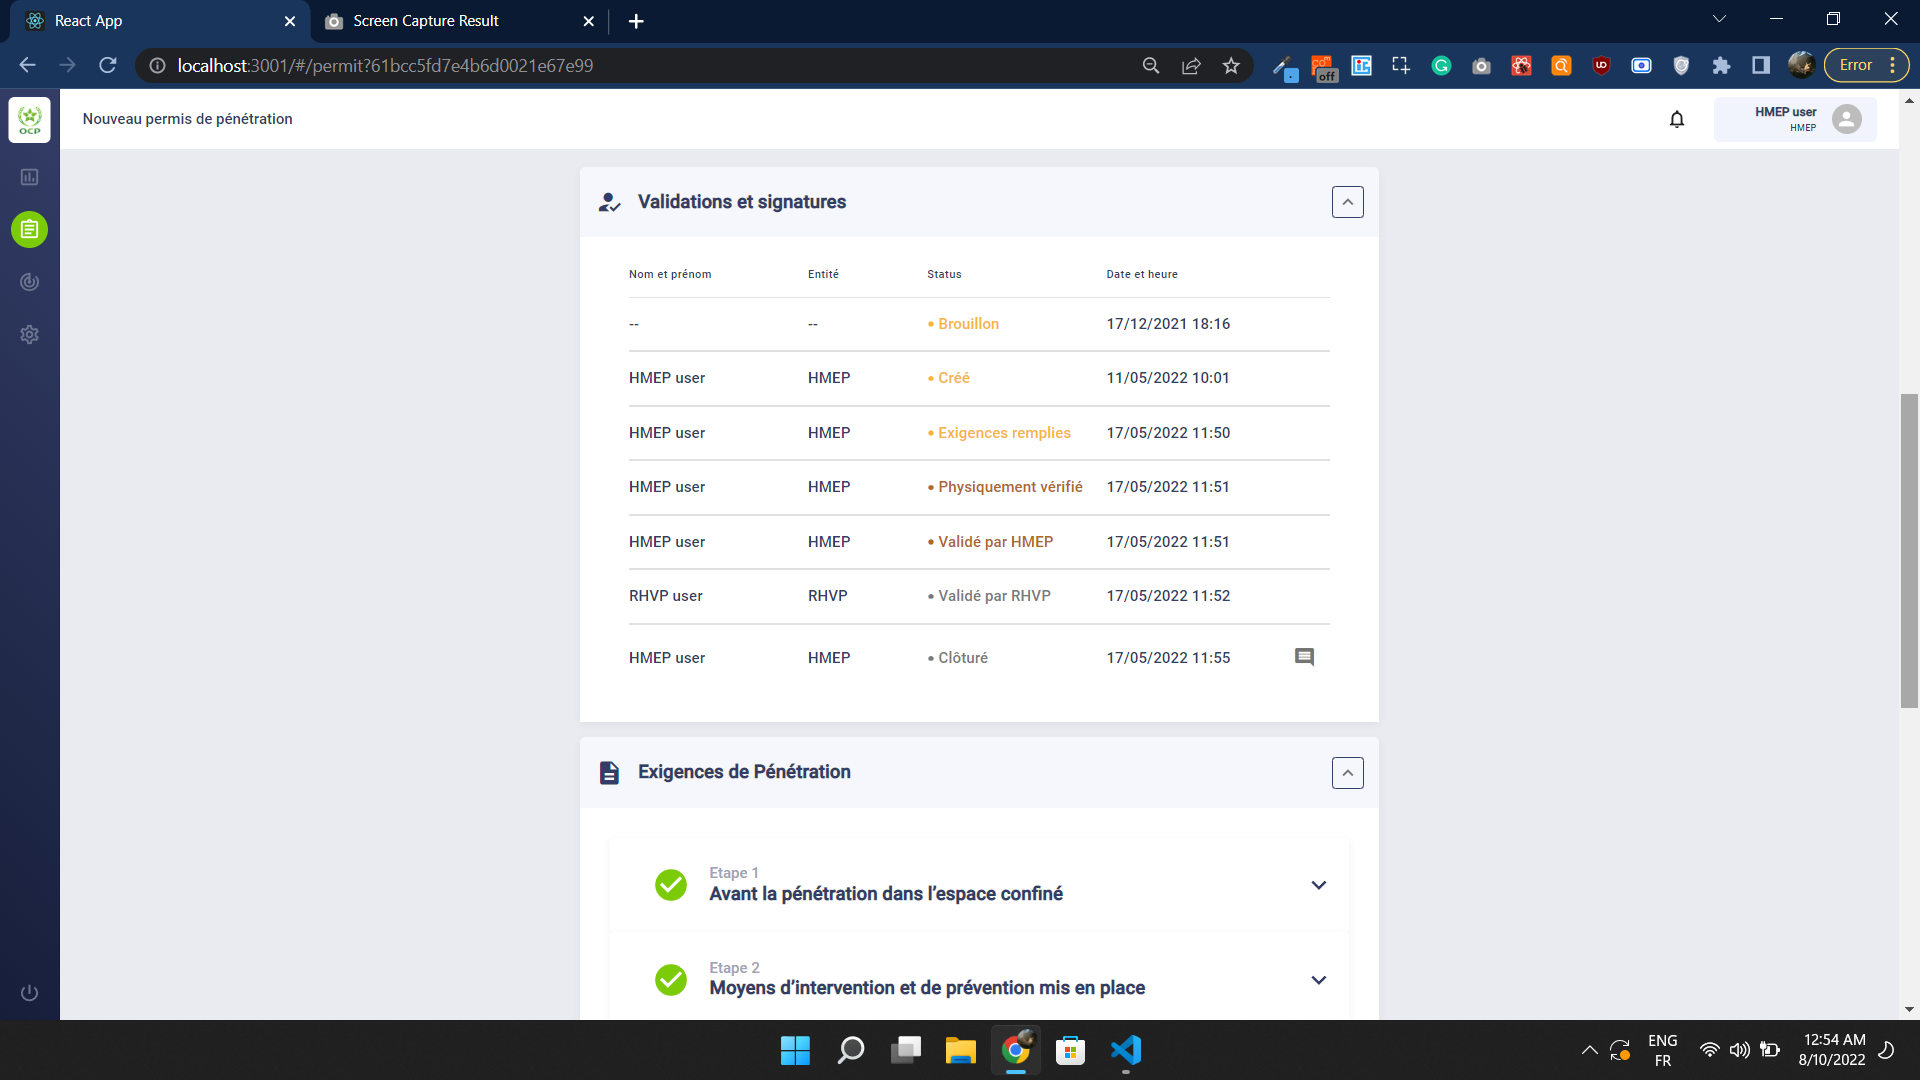 React App
Screen Capture Result
localhost:3001/#/permit?61bcc5fd7e4b6d0021e67e99
off
Error
OCP
Nouveau permis de pénétration
HMEP user
HMEP
Validations et signatures
Nom et prénom Entité Status Date et heure
-- -- • Brouillon 17/12/2021 18:16
HMEP user HMEP • Créé 11/05/2022 10:01
HMEP user HMEP • Exigences remplies 17/05/2022 11:50
HMEP user HMEP • Physiquement vérifié 17/05/2022 11:51
HMEP user HMEP • Validé par HMEP 17/05/2022 11:51
RHVP user RHVP • Validé par RHVP 17/05/2022 11:52
HMEP user HMEP • Clôturé 17/05/2022 11:55
Exigences de Pénétration
Etape 1
Avant la pénétration dans l’espace confiné
Etape 2
Moyens d’intervention et de prévention mis en place
ENG
FR
12:54 AM
8/10/2022